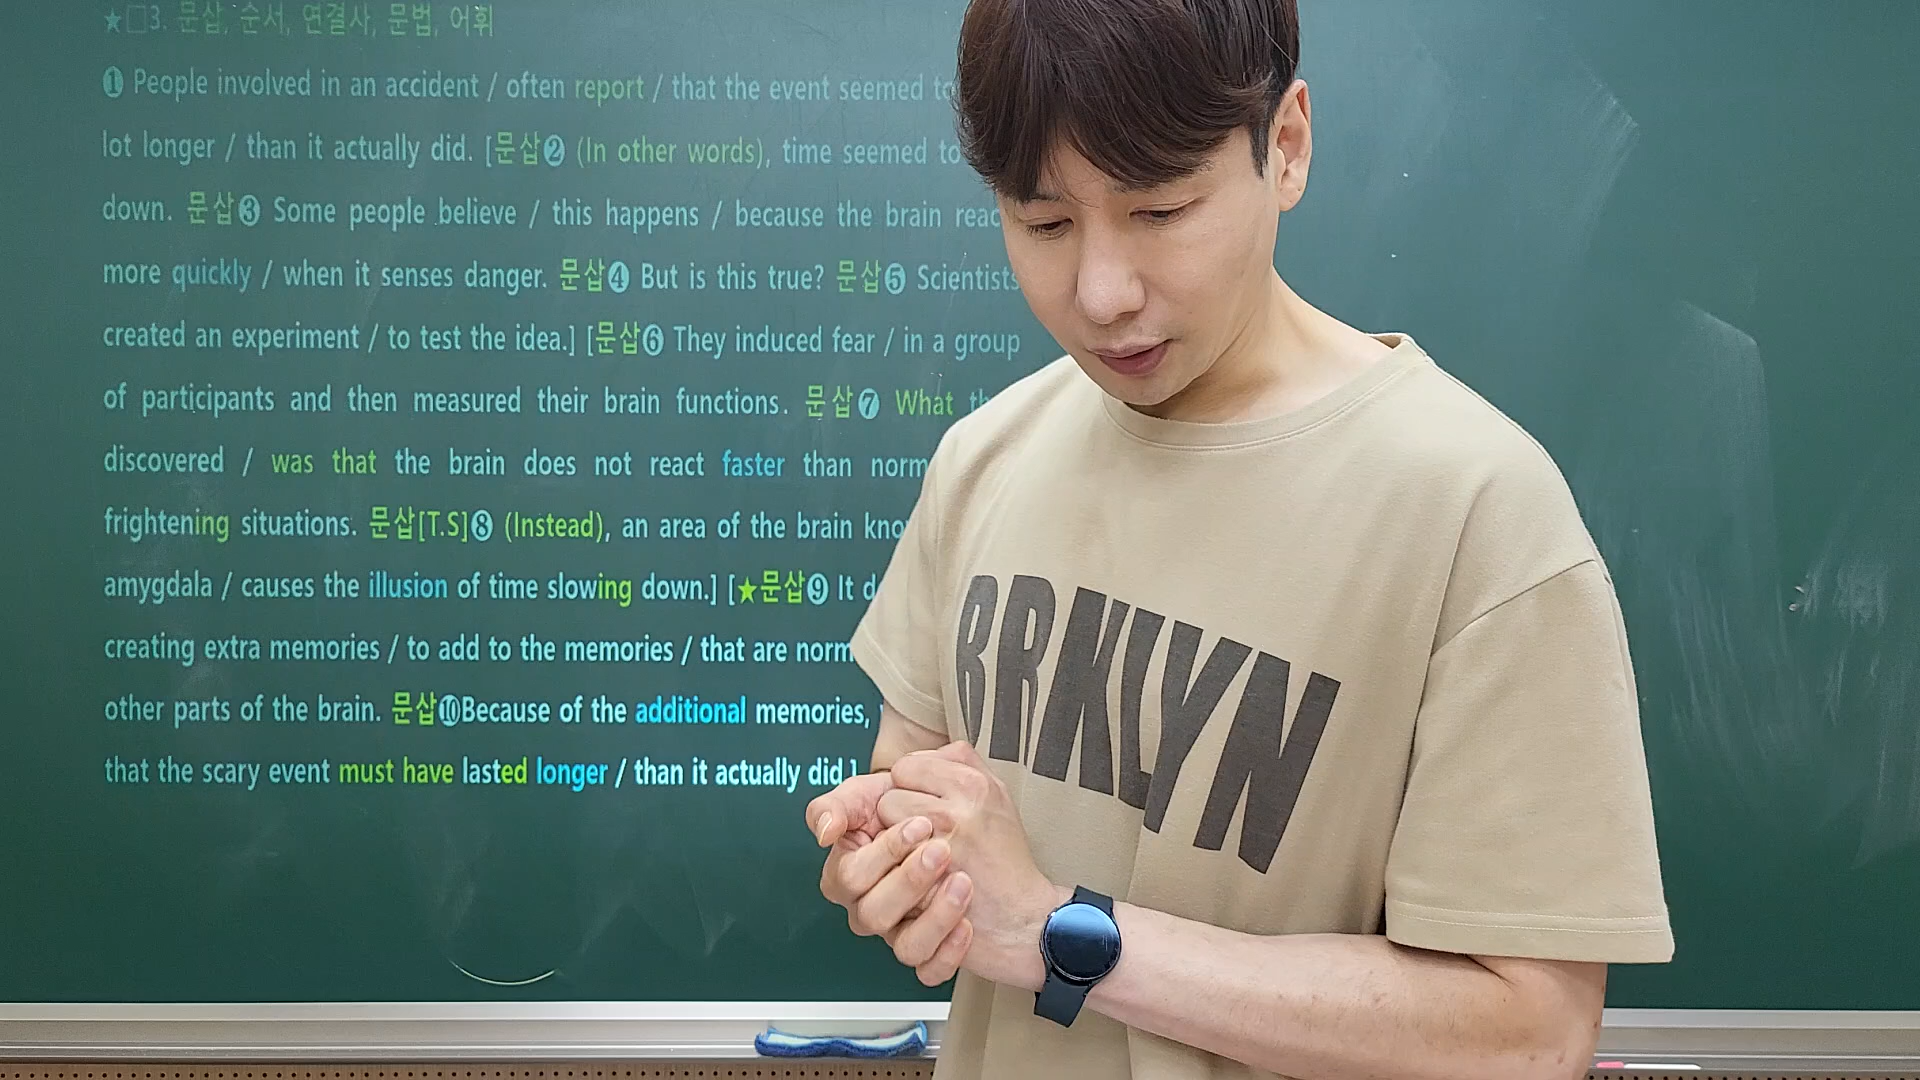 ★□3. 문삽, 순서, 연결사, 문법, 어휘
❶ People involved in an accident / often report / that the event seemed to
lot longer / than it actually did. [문삽❷ (In other words), time seemed to
down. 문삽❸ Some people believe / this happens / because the brain reac
more quickly / when it senses danger. 문삽❹ But is this true? 문삽❺ Scientists
created an experiment / to test the idea.] [문삽❻ They induced fear / in a group
of participants and then measured their brain functions. 문삽❼ What
discovered / was that the brain does not react faster than norm
frightening situations. 문삽[T.S]❽ (Instead), an area of the brain kno
amygdala / causes the illusion of time slowing down.] [★문삽❾ It d
creating extra memories / to add to the memories / that are norm
other parts of the brain. 문삽❿Because of the additional memories,
that the scary event must have lasted longer / than it actually did.]
BRKLYN